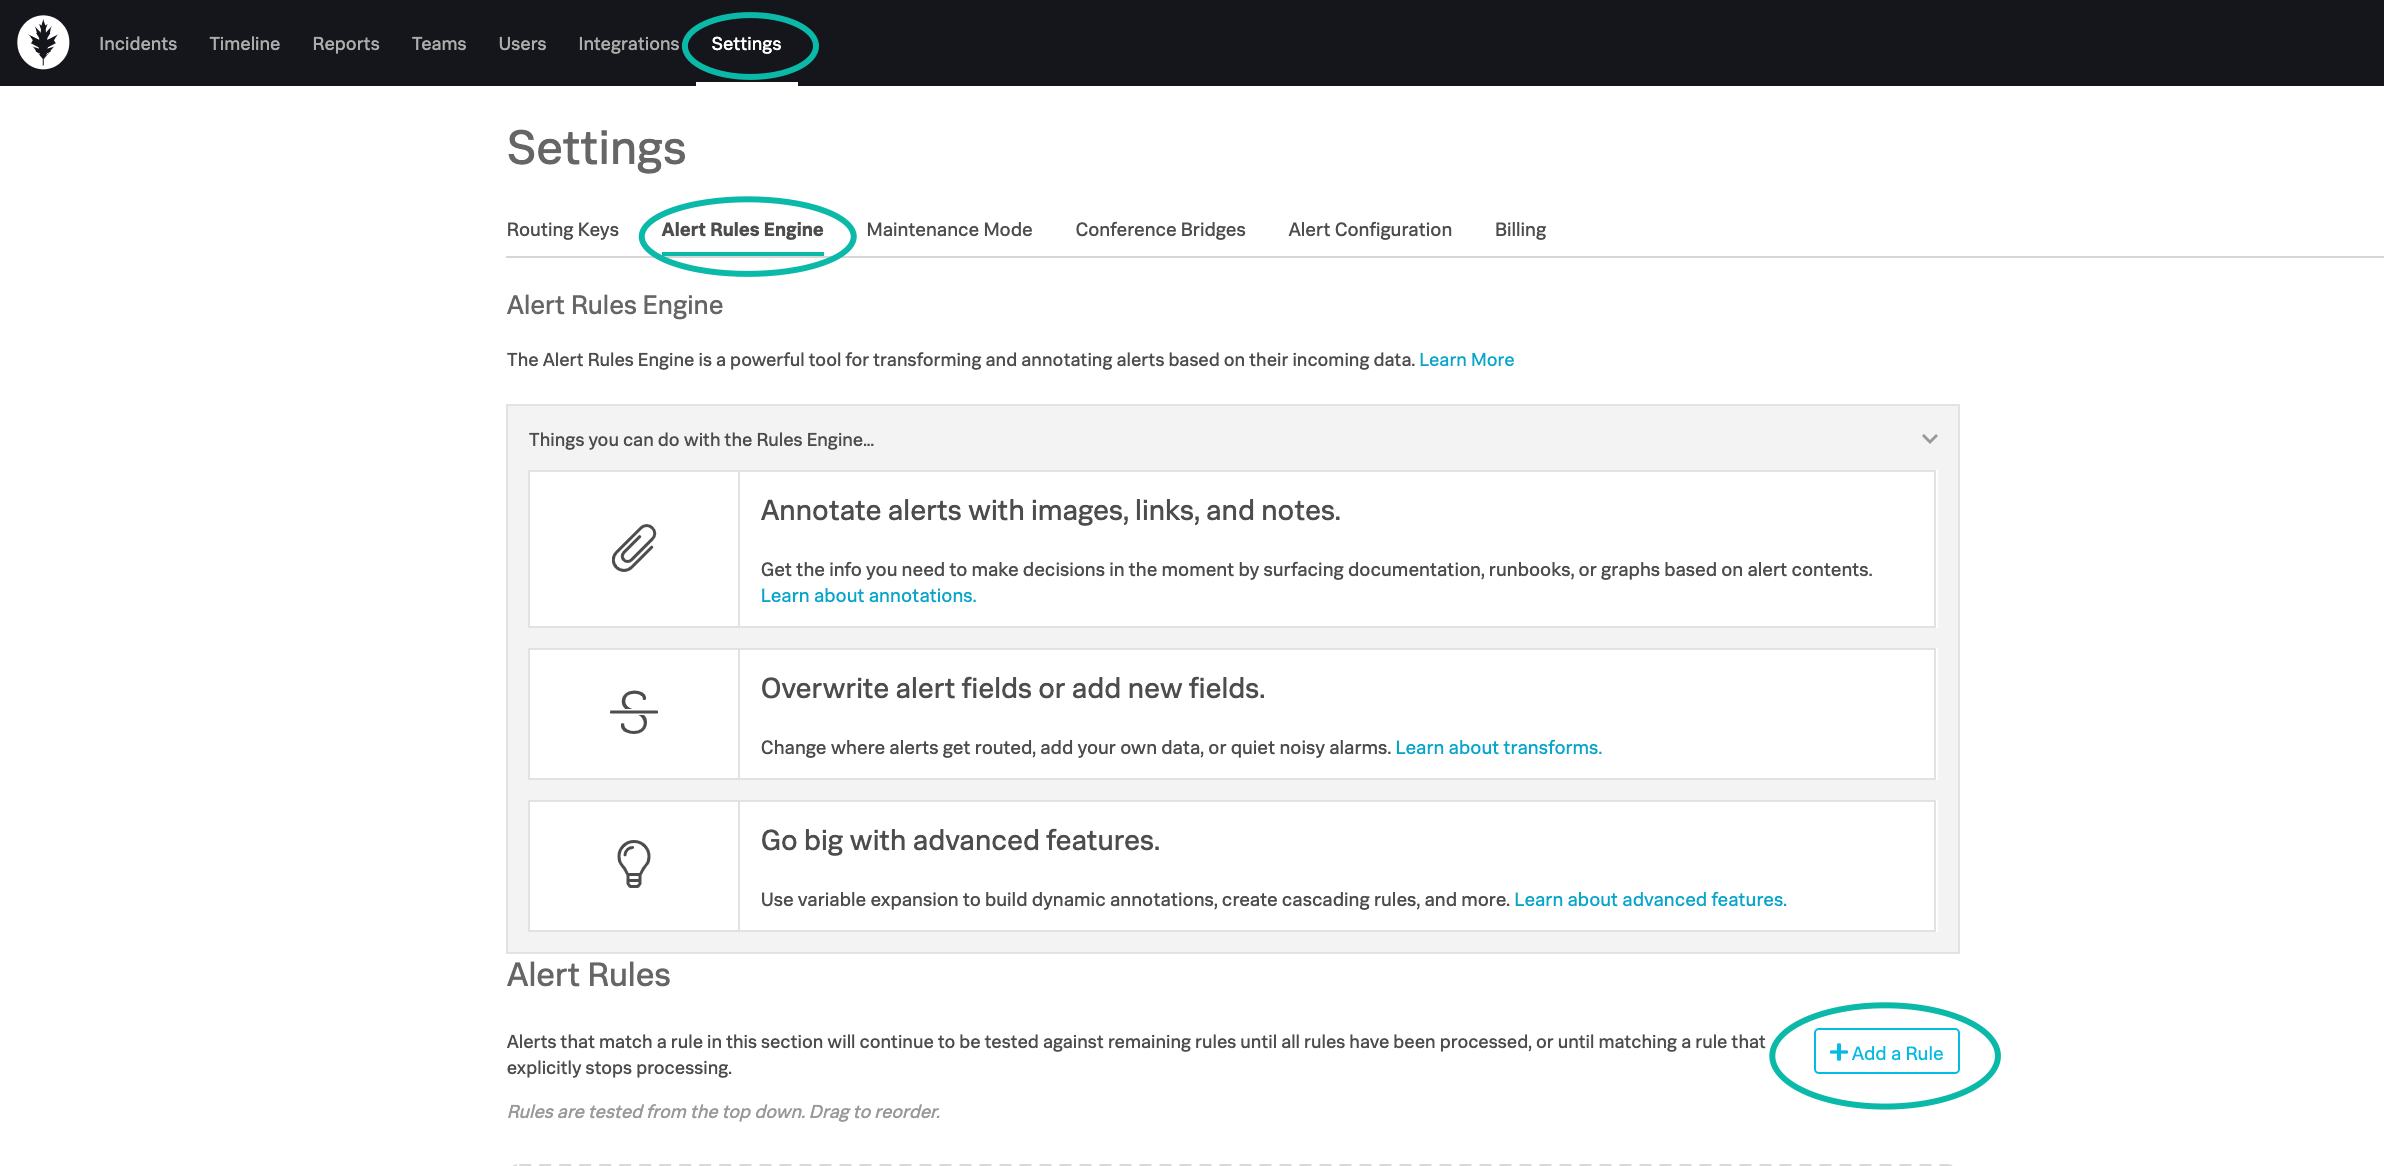 Incidents Timeline Reports Teams Users Integrations Settings
Settings
Routing Keys Alert Rules Engine Maintenance Mode Conference Bridges Alert Configuration Billing
Alert Rules Engine
The Alert Rules Engine is a powerful tool for transforming and annotating alerts based on their incoming data. Learn More
Things you can do with the Rules Engine...
Annotate alerts with images, links, and notes.
Get the info you need to make decisions in the moment by surfacing documentation, runbooks, or graphs based on alert contents.
Learn about annotations.
Overwrite alert fields or add new fields.
Change where alerts get routed, add your own data, or quiet noisy alarms. Learn about transforms.
Go big with advanced features.
Use variable expansion to build dynamic annotations, create cascading rules, and more. Learn about advanced features.
Alert Rules
Alerts that match a rule in this section will continue to be tested against remaining rules until all rules have been processed, or until matching a rule that
explicitly stops processing.
+ Add a Rule
Rules are tested from the top down. Drag to reorder.